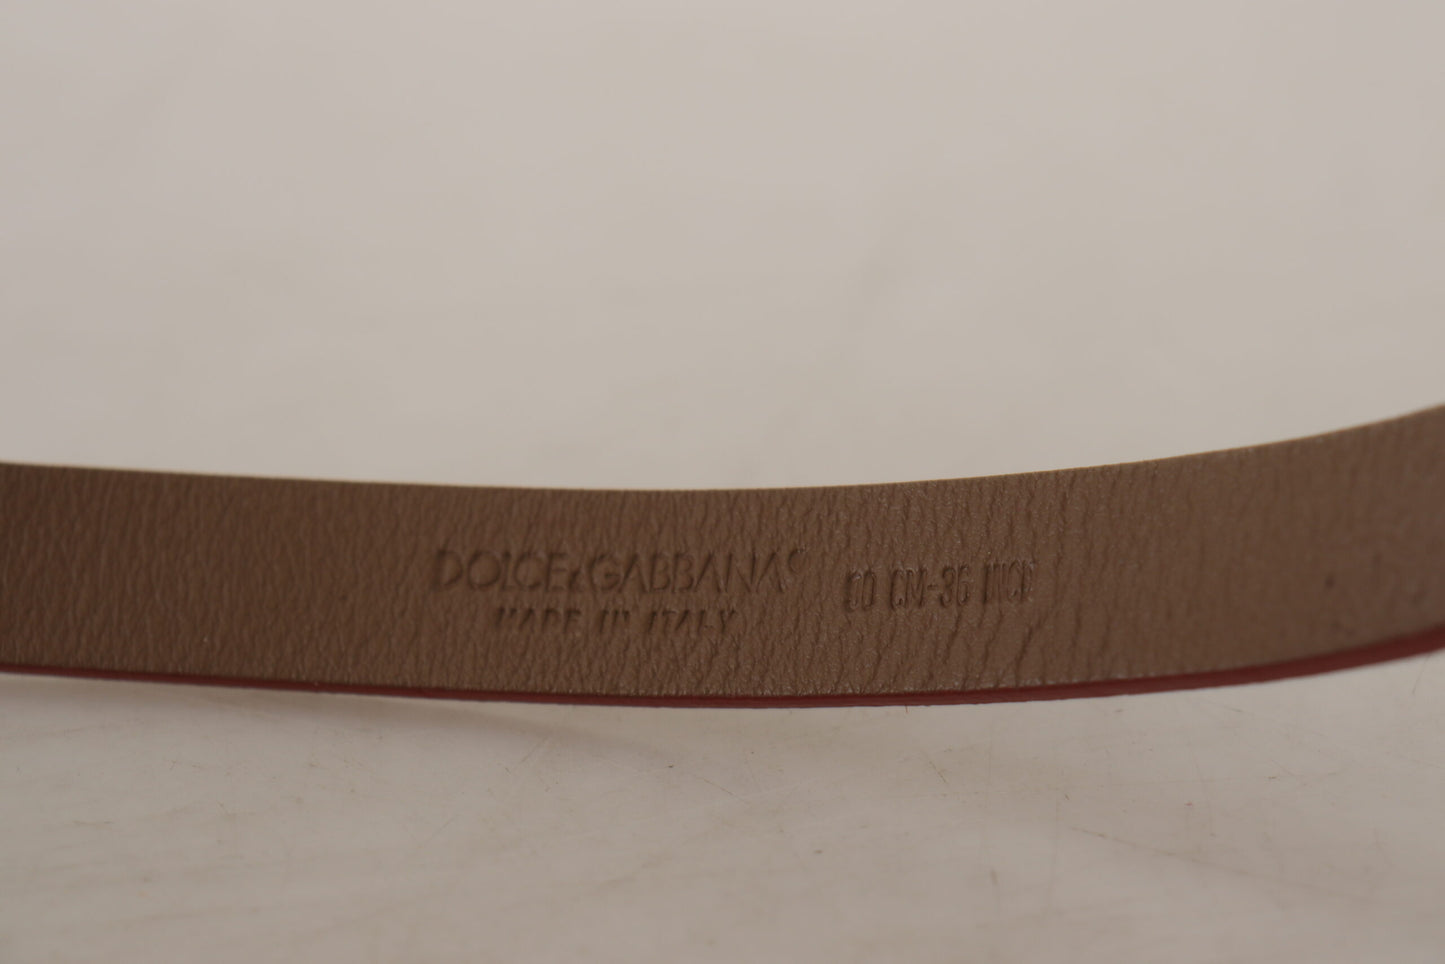 DOLCE&GABBANA
MADE IN ITALY
90 CM-36 INCH